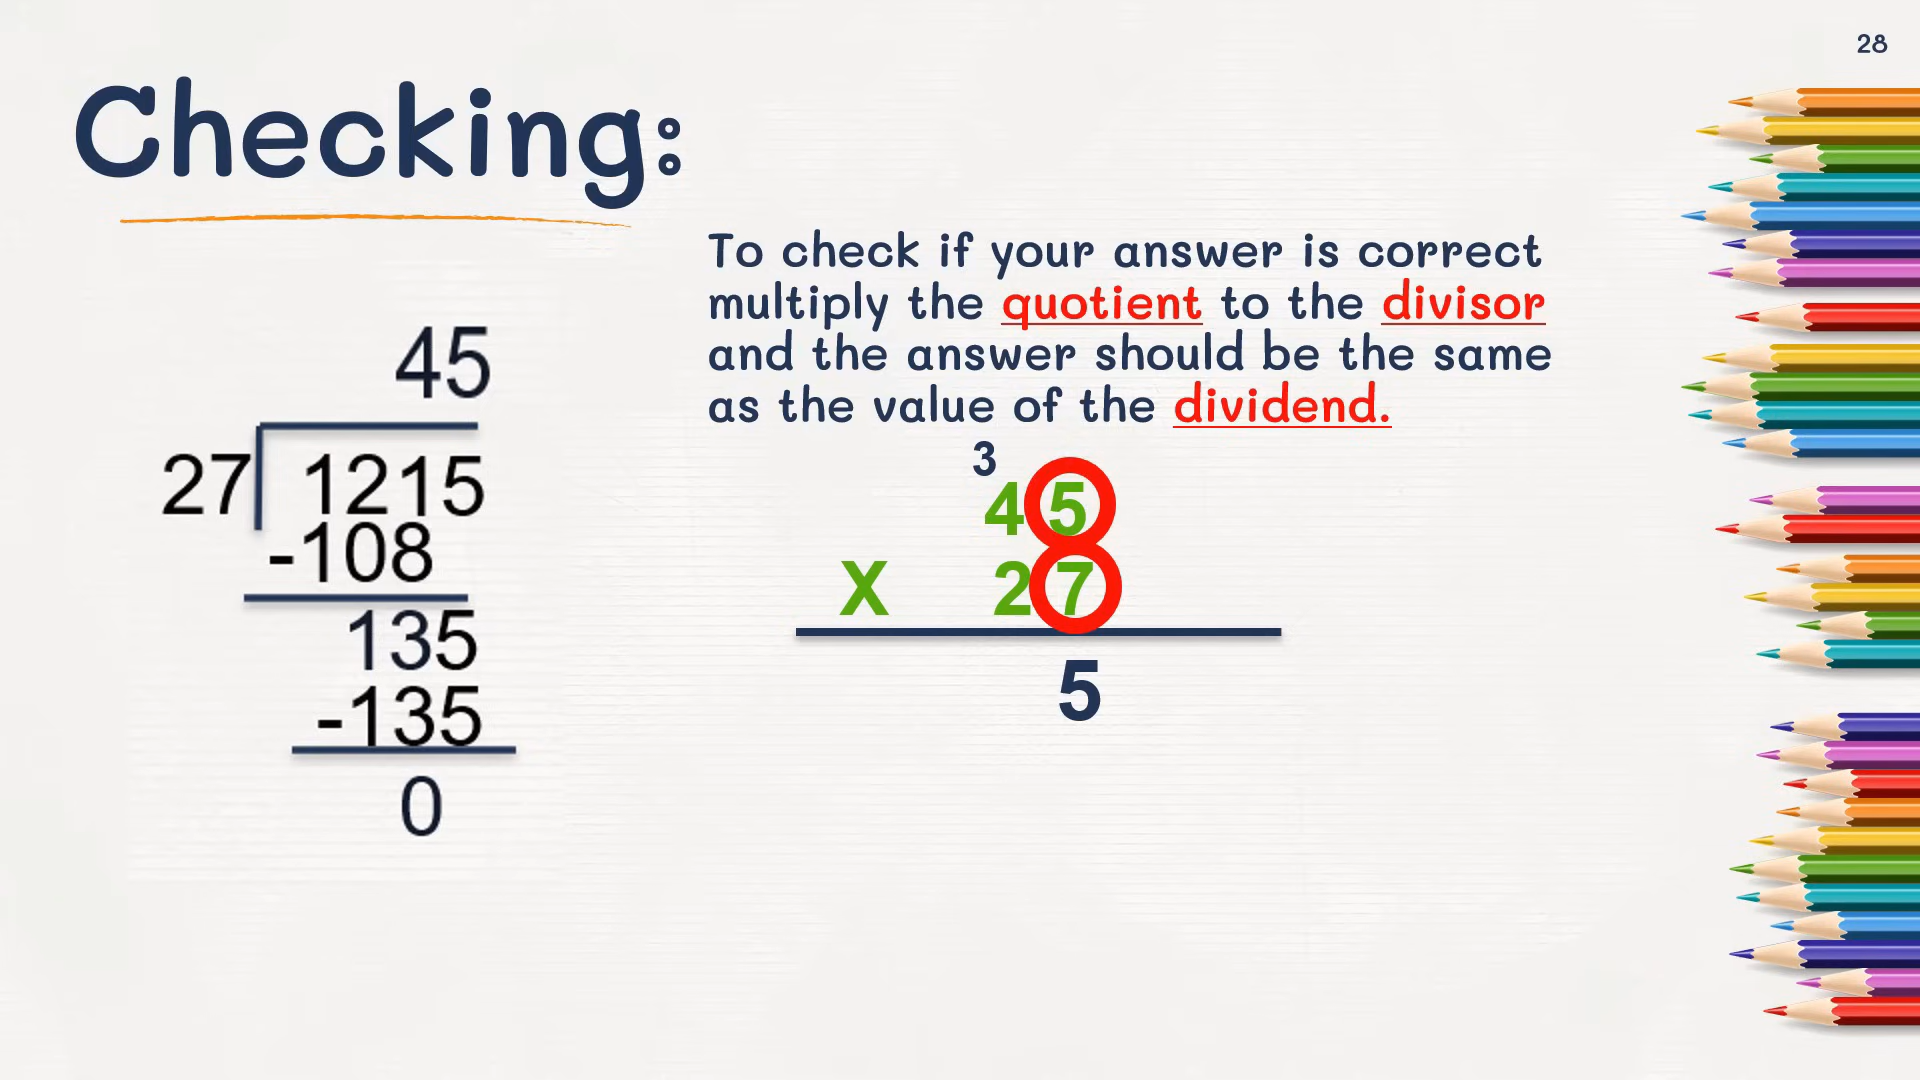 28
Checking:
To check if your answer is correct
multiply the quotient to the divisor
and the answer should be the same
as the value of the dividend.
45
27 1215
-108
135
-135
0
3
45
X 27
5